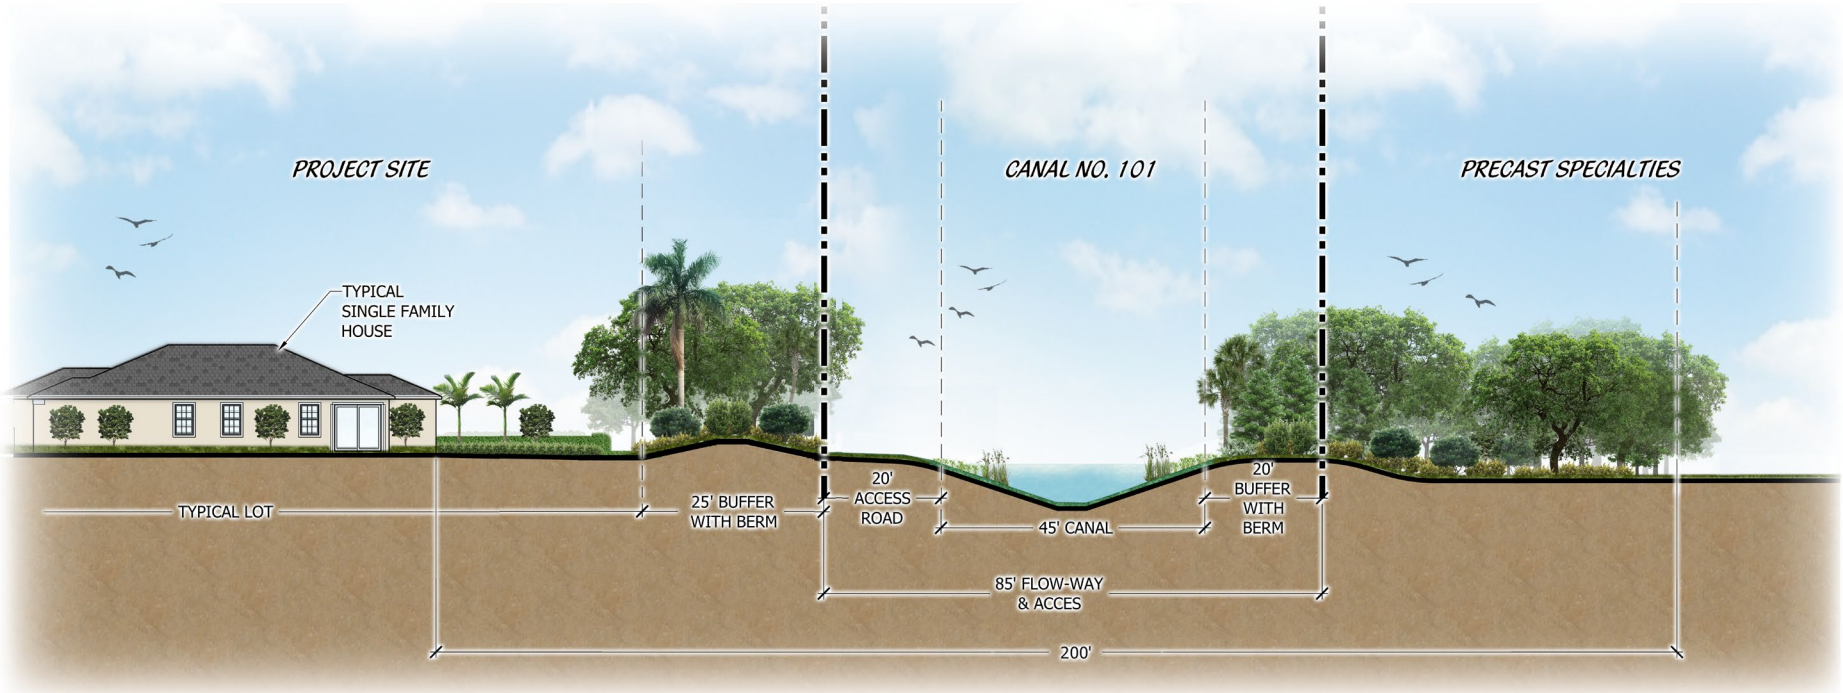 PROJECT SITE
CANAL NO. 101
PRECAST SPECIALTIES
TYPICAL
SINGLE FAMILY
HOUSE
TYPICAL LOT
25' BUFFER
WITH BERM
20'
ACCESS
ROAD
45' CANAL
20'
BUFFER
WITH
BERM
85' FLOW-WAY
& ACCES
200'